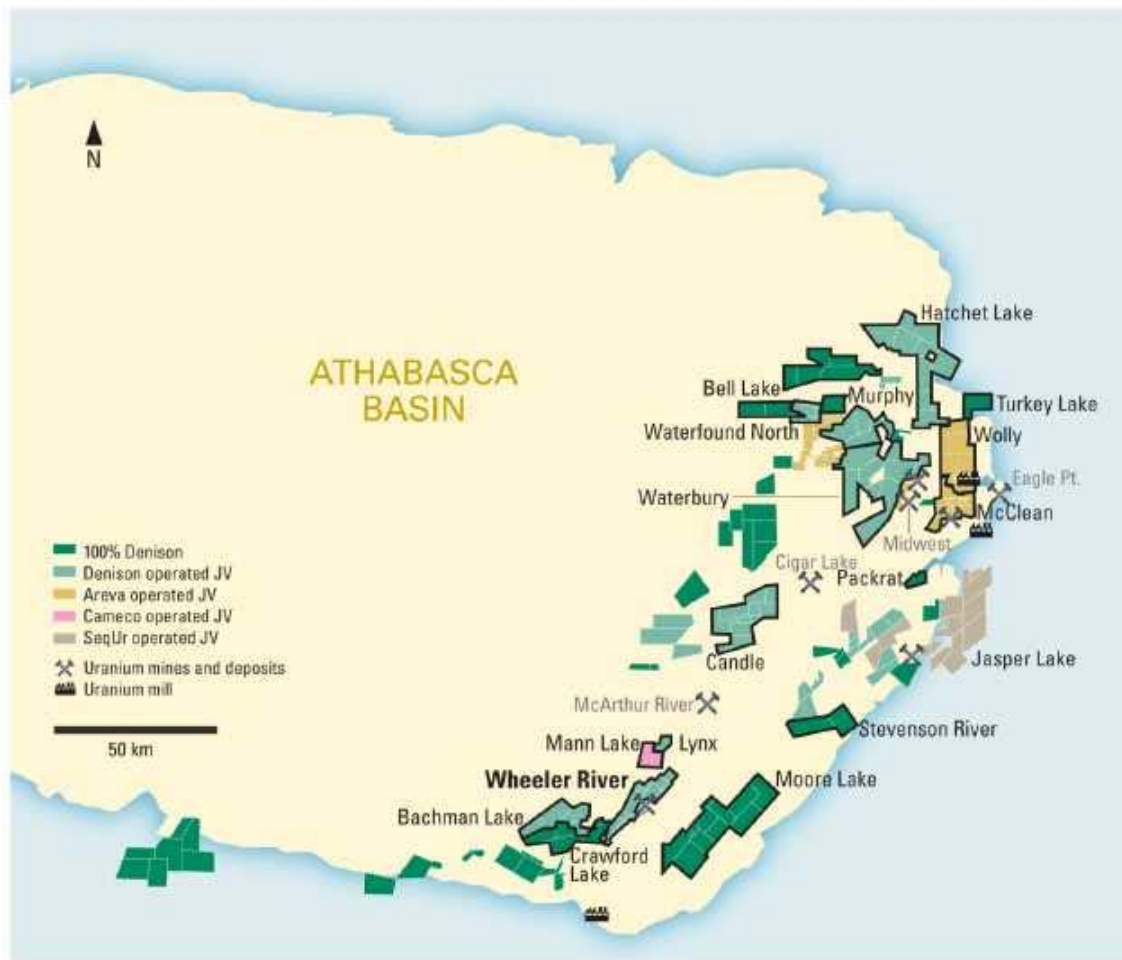 N
ATHABASCA
BASIN
Hatchet Lake
Bell Lake
Murphy
Turkey Lake
Waterfound North
Wolly
Eagle Pt.
Waterbury
McClean
Midwest
Cigar Lake
Packrat
Candle
Jasper Lake
McArthur River
Stevenson River
Mann Lake
Lynx
Wheeler River
Moore Lake
Bachman Lake
Crawford
Lake
100% Denison
Denison operated JV
Areva operated JV
Cameco operated JV
SeqUr operated JV
Uranium mines and deposits
Uranium mill
50 km